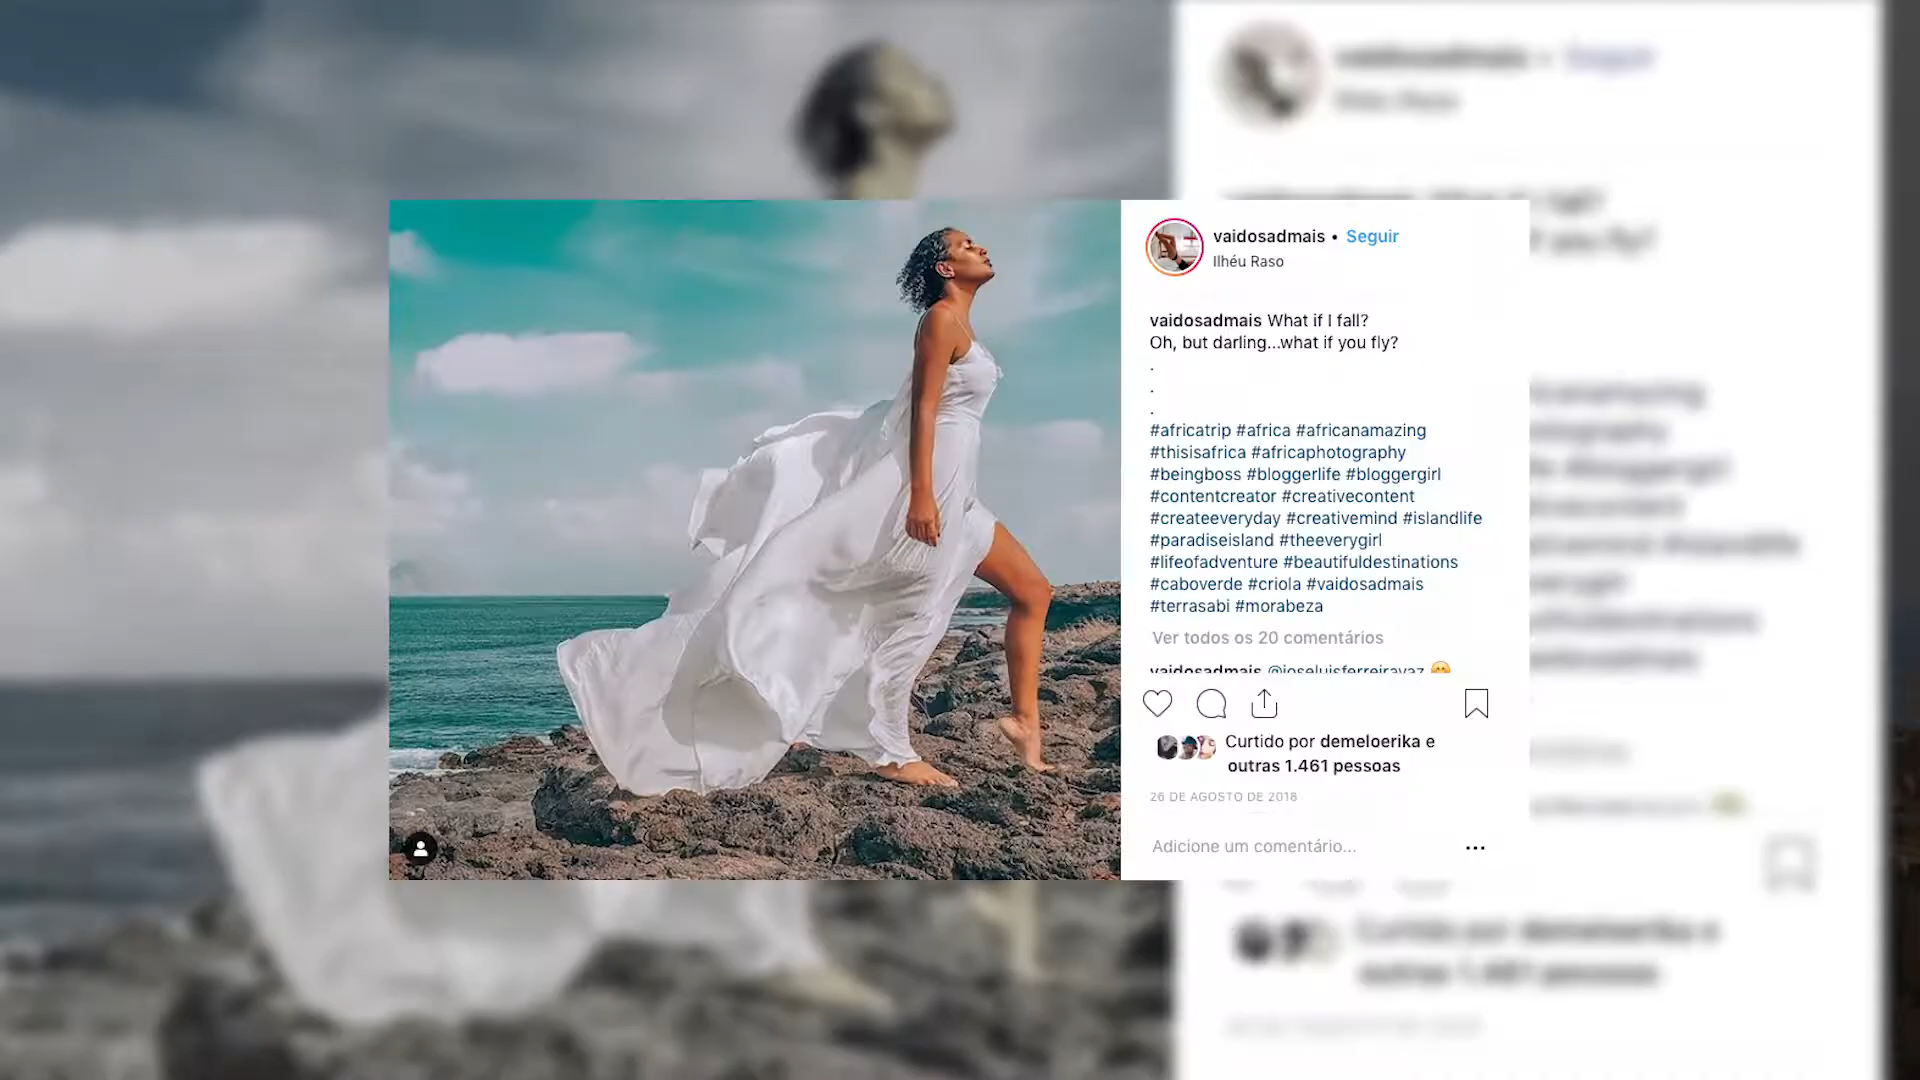 vaidosadmais • Seguir
Ilhéu Raso
vaidosadmais What if I fall?
Oh, but darling...what if you fly?
.
.
.
#africatrip #africa #africanamazing
#thisisafrica #africaphotography
#beingboss #bloggerlife #bloggergirl
#contentcreator #creativecontent
#createeveryday #creativemind #islandlife
#paradiseisland #theeverygirl
#lifeofadventure #beautifuldestinations
#caboverde #criola #vaidosadmais
#terrasabi #morabeza
Ver todos os 20 comentários
vaidosadmais @joseluisferreiravaz 😁
Curtido por demeloerika e
outras 1.461 pessoas
26 DE AGOSTO DE 2018
Adicione um comentário...